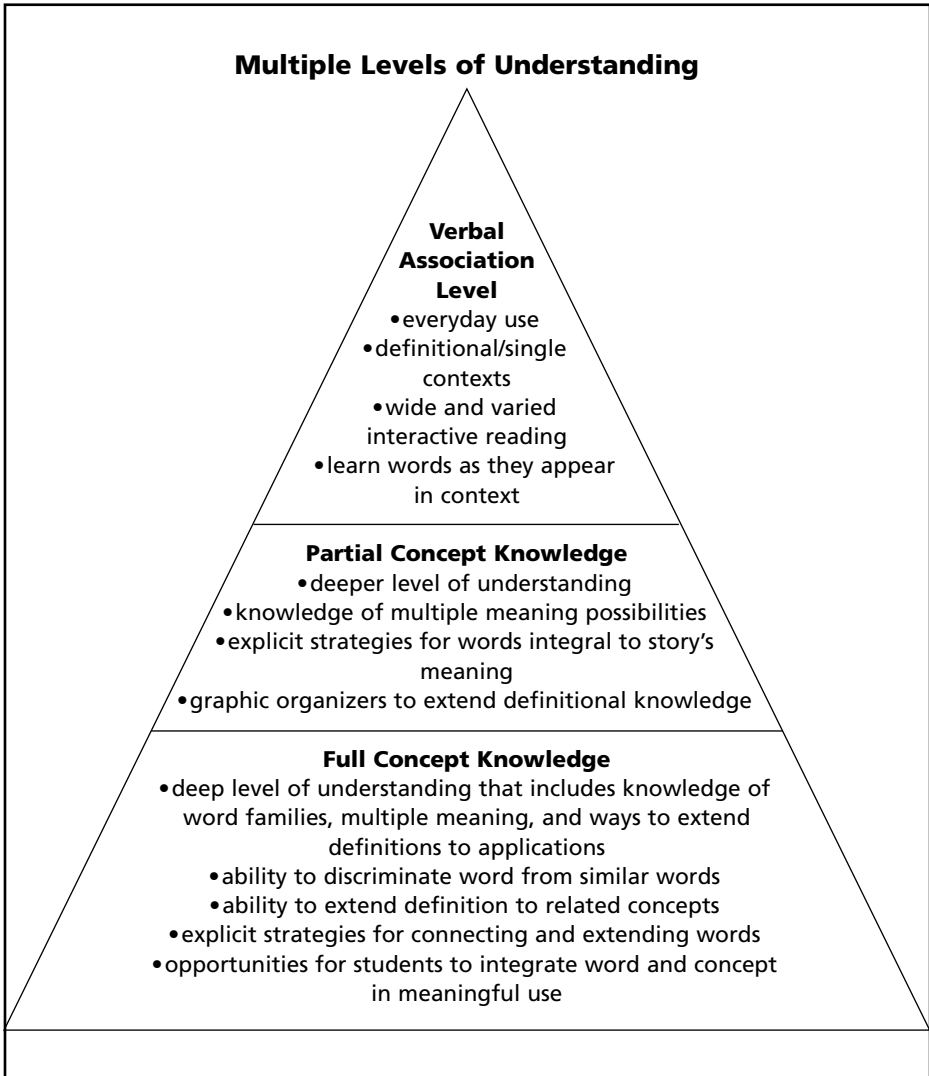 Multiple Levels of Understanding
Verbal
Association
Level
•everyday use
•definitional/single
contexts
•wide and varied
interactive reading
•learn words as they appear
in context
Partial Concept Knowledge
•deeper level of understanding
•knowledge of multiple meaning possibilities
•explicit strategies for words integral to story's
meaning
•graphic organizers to extend definitional knowledge
Full Concept Knowledge
•deep level of understanding that includes knowledge of
word families, multiple meaning, and ways to extend
definitions to applications
•ability to discriminate word from similar words
•ability to extend definition to related concepts
•explicit strategies for connecting and extending words
•opportunities for students to integrate word and concept
in meaningful use